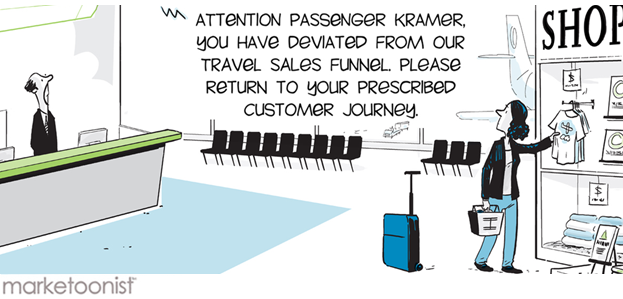 ATTENTION PASSENGER KRAMER,
YOU HAVE DEVIATED FROM OUR
TRAVEL SALES FUNNEL. PLEASE
RETURN TO YOUR PRESCRIBED
CUSTOMER JOURNEY.
SHOP
$
$
$
marketoonist™